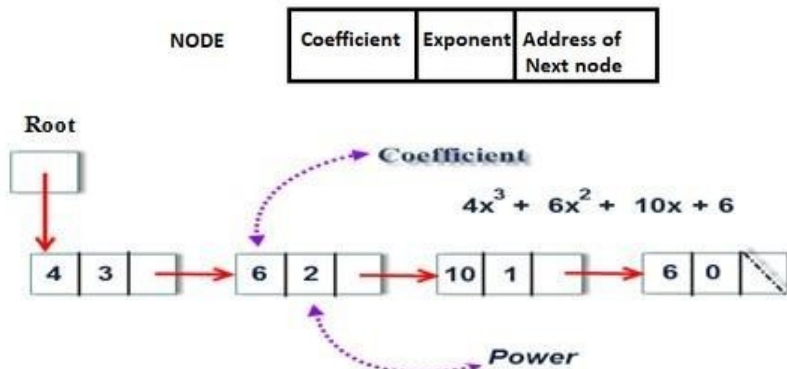 NODE Coefficient Exponent Address of
Next node
Root
Coefficient
4x³ + 6x² + 10x + 6
4 3 6 2 10 1 6 0
Power